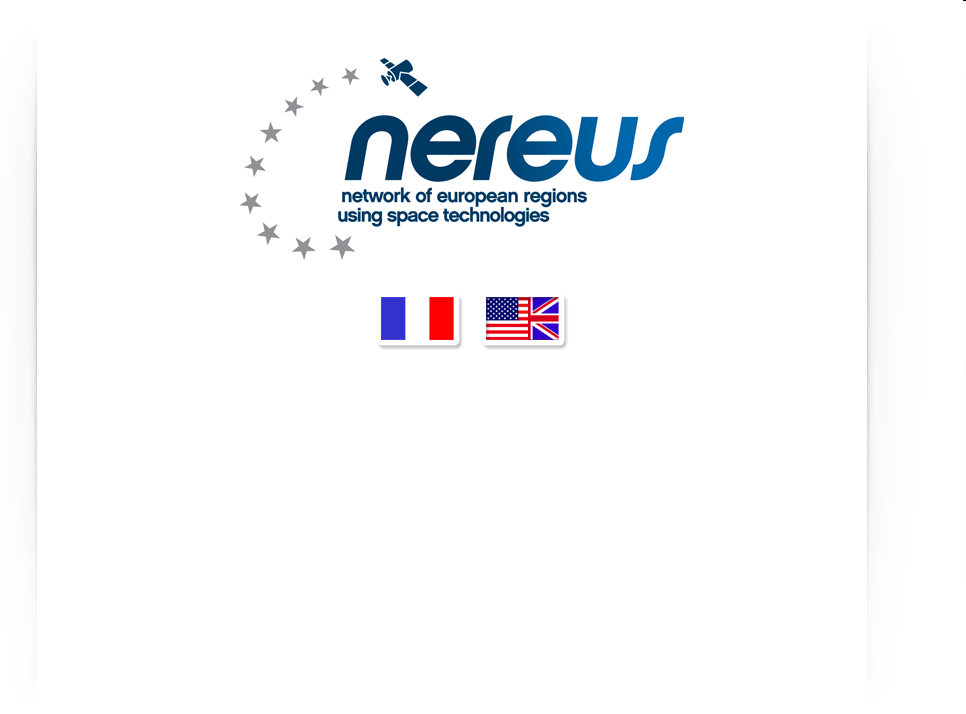 nereus
network of european regions
using space technologies